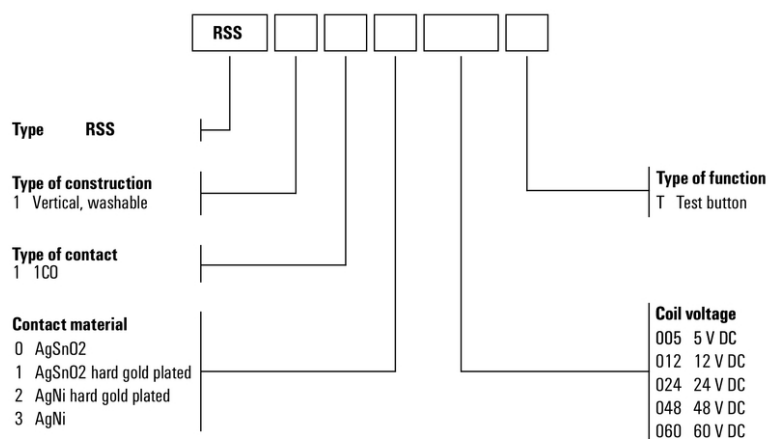 RSS
Type RSS
Type of construction
1 Vertical, washable
Type of contact
1 1CO
Contact material
0 AgSnO2
1 AgSnO2 hard gold plated
2 AgNi hard gold plated
3 AgNi
Type of function
T Test button
Coil voltage
005 5 V DC
012 12 V DC
024 24 V DC
048 48 V DC
060 60 V DC